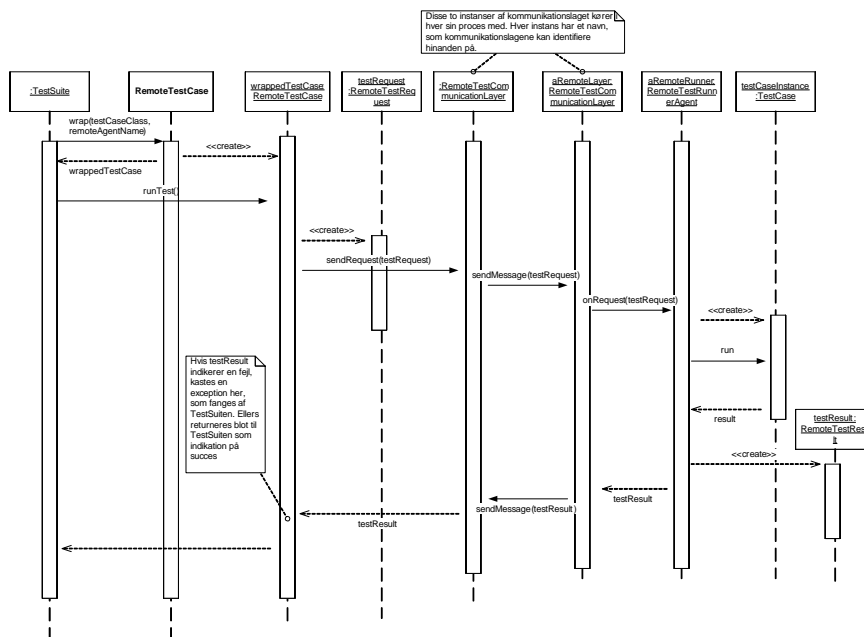 Disse to instanser af kommunikationslaget kører i
hver sin proces med. Hver instans har et navn,
som kommunikationslagene kan identifiere
hinanden på.
:TestSuite
RemoteTestCase
wrappedTestCase:
RemoteTestCase
testRequest
:RemoteTestReq
uest
:RemoteTestCom
municationLayer
aRemoteLayer:
RemoteTestCom
municationLayer
aRemoteRunner:
RemoteTestRun
nerAgent
testCaseInstance
:TestCase
wrap(testCaseClass,
remoteAgentName)
<<create>>
wrappedTestCase
runTest()
<<create>>
sendRequest(testRequest)
sendMessage(testRequest)
onRequest(testRequest)
<<create>>
run
result
Hvis testResult
indikerer en fejl,
kastes en
exception her,
som fanges af
TestSuiten. Ellers
returneres blot til
TestSuiten som
indikation på
succes
testResult:
RemoteTestResu
lt
<<create>>
testResult
sendMessage(testResult)
testResult